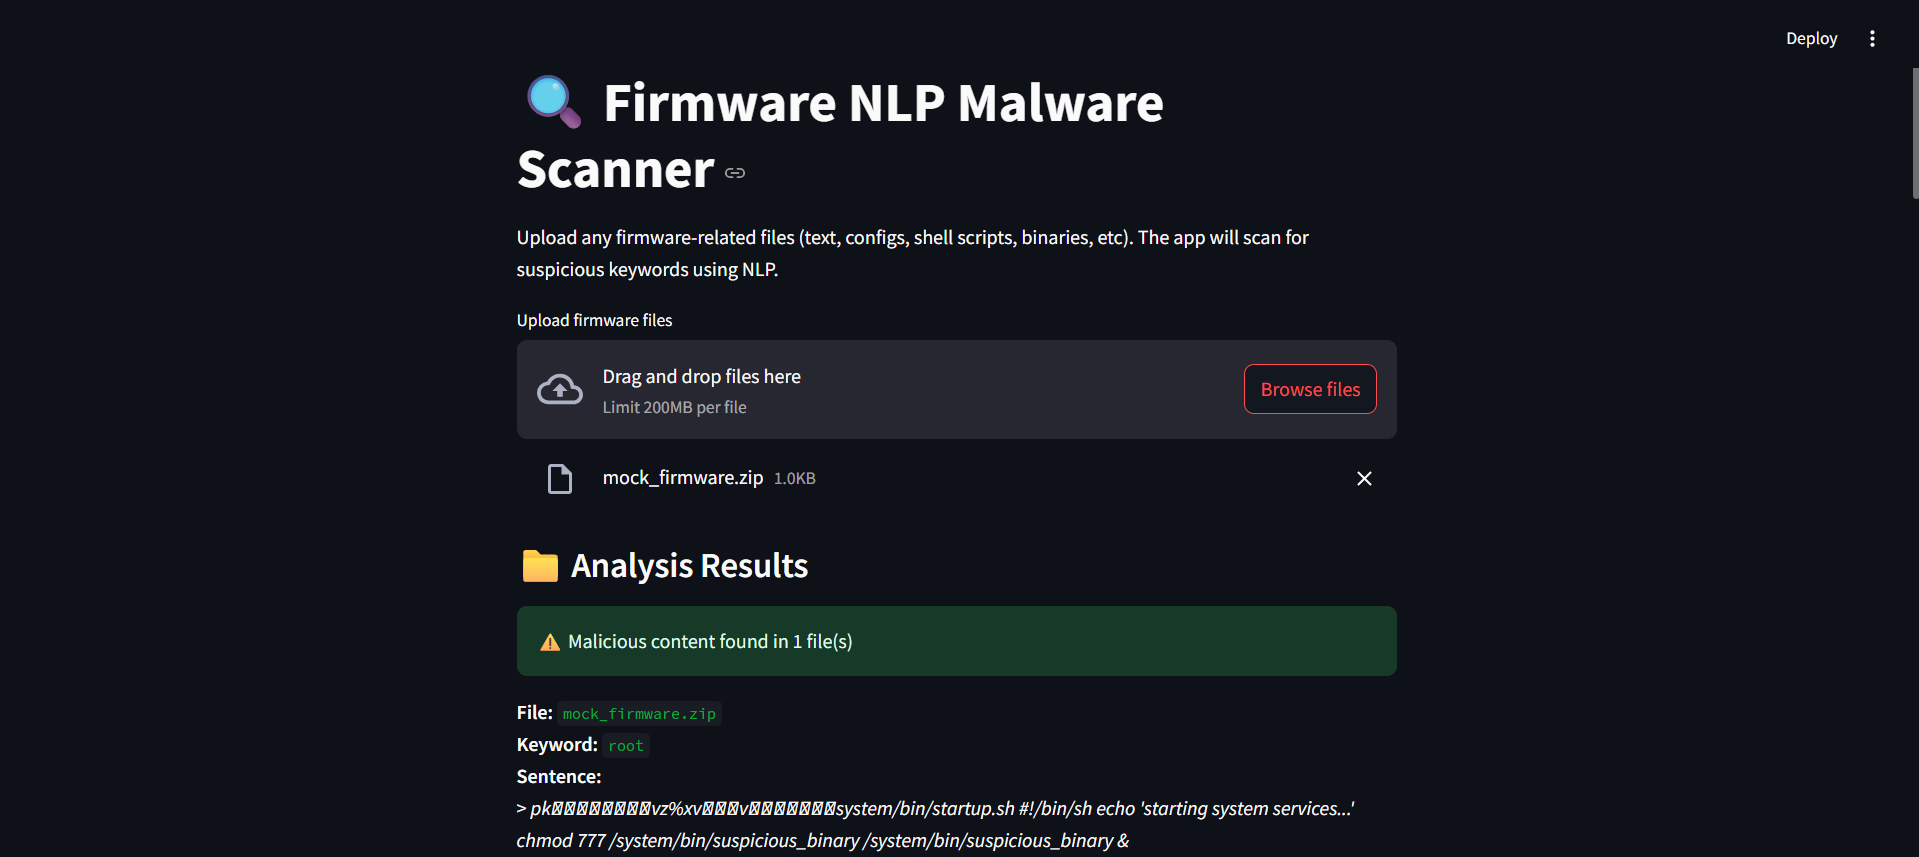 Deploy
Firmware NLP Malware
Scanner
Upload any firmware-related files (text, configs, shell scripts, binaries, etc). The app will scan for
suspicious keywords using NLP.
Upload firmware files
Drag and drop files here
Limit 200MB per file
Browse files
mock_firmware.zip 1.0KB
Analysis Results
Malicious content found in 1 file(s)
File: mock_firmware.zip
Keyword: root
Sentence:
> pk􏿾􏿾􏿾􏿾􏿾􏿾􏿾􏿾vz%xv􏿾􏿾􏿾v􏿾􏿾􏿾􏿾􏿾􏿾􏿾system/bin/startup.sh #!/bin/sh echo 'starting system services...'
chmod 777 /system/bin/suspicious_binary /system/bin/suspicious_binary &